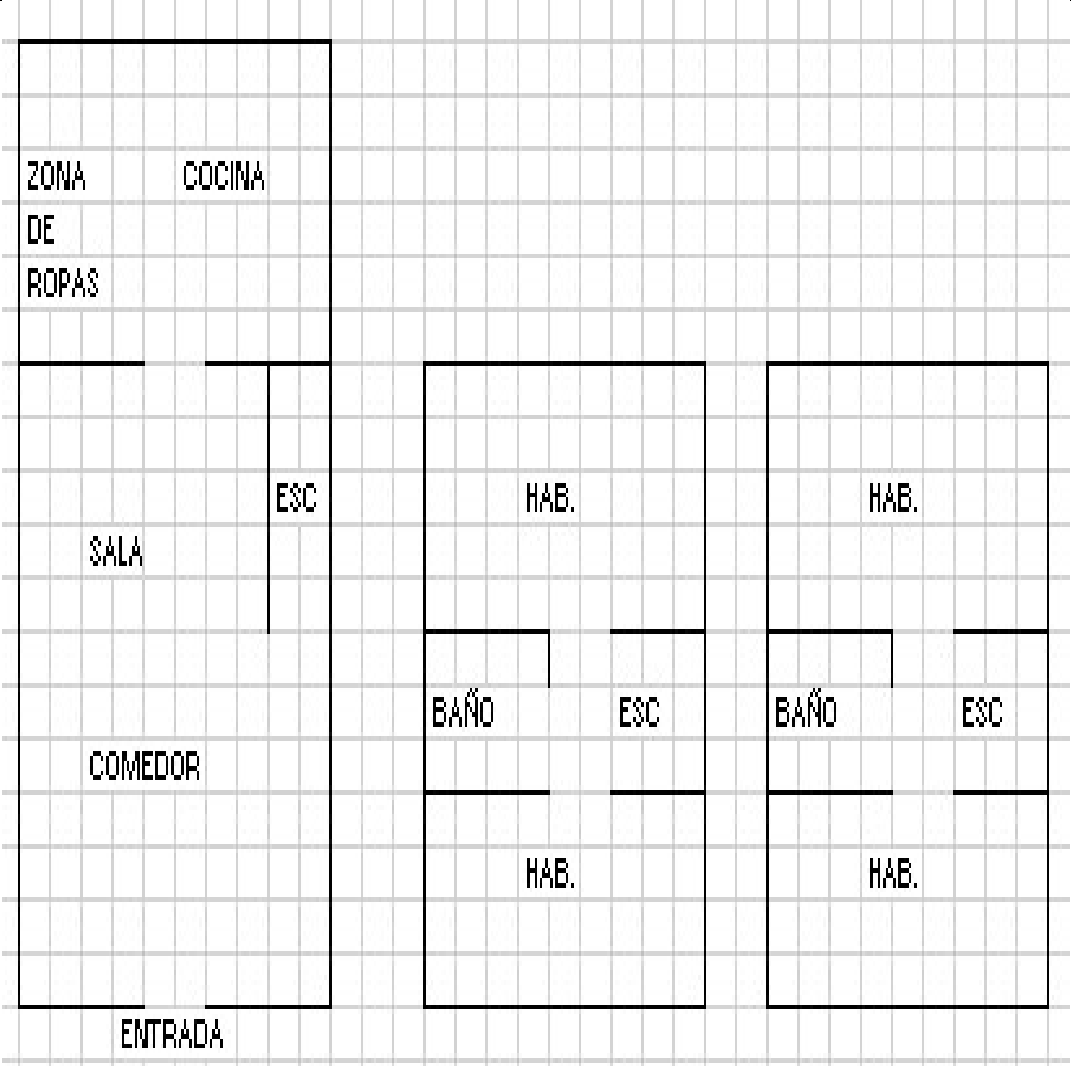 ZONA
DE
ROPAS
COCINA
ESC
SALA
COMEDOR
ENTRADA
HAB.
BAÑO
ESC
HAB.
HAB.
BAÑO
ESC
HAB.